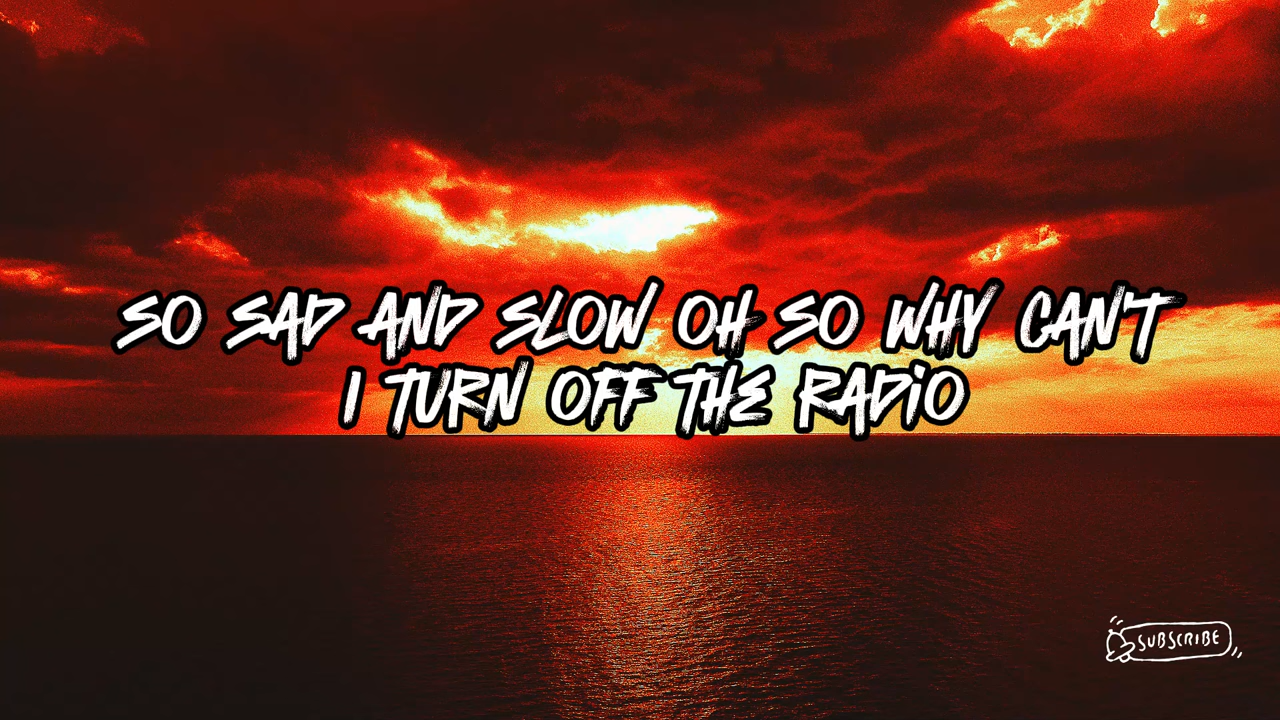 SO SAD AND SLOW OH SO WHY CAN'T
I TURN OFF THE RADIO
SUBSCRIBE